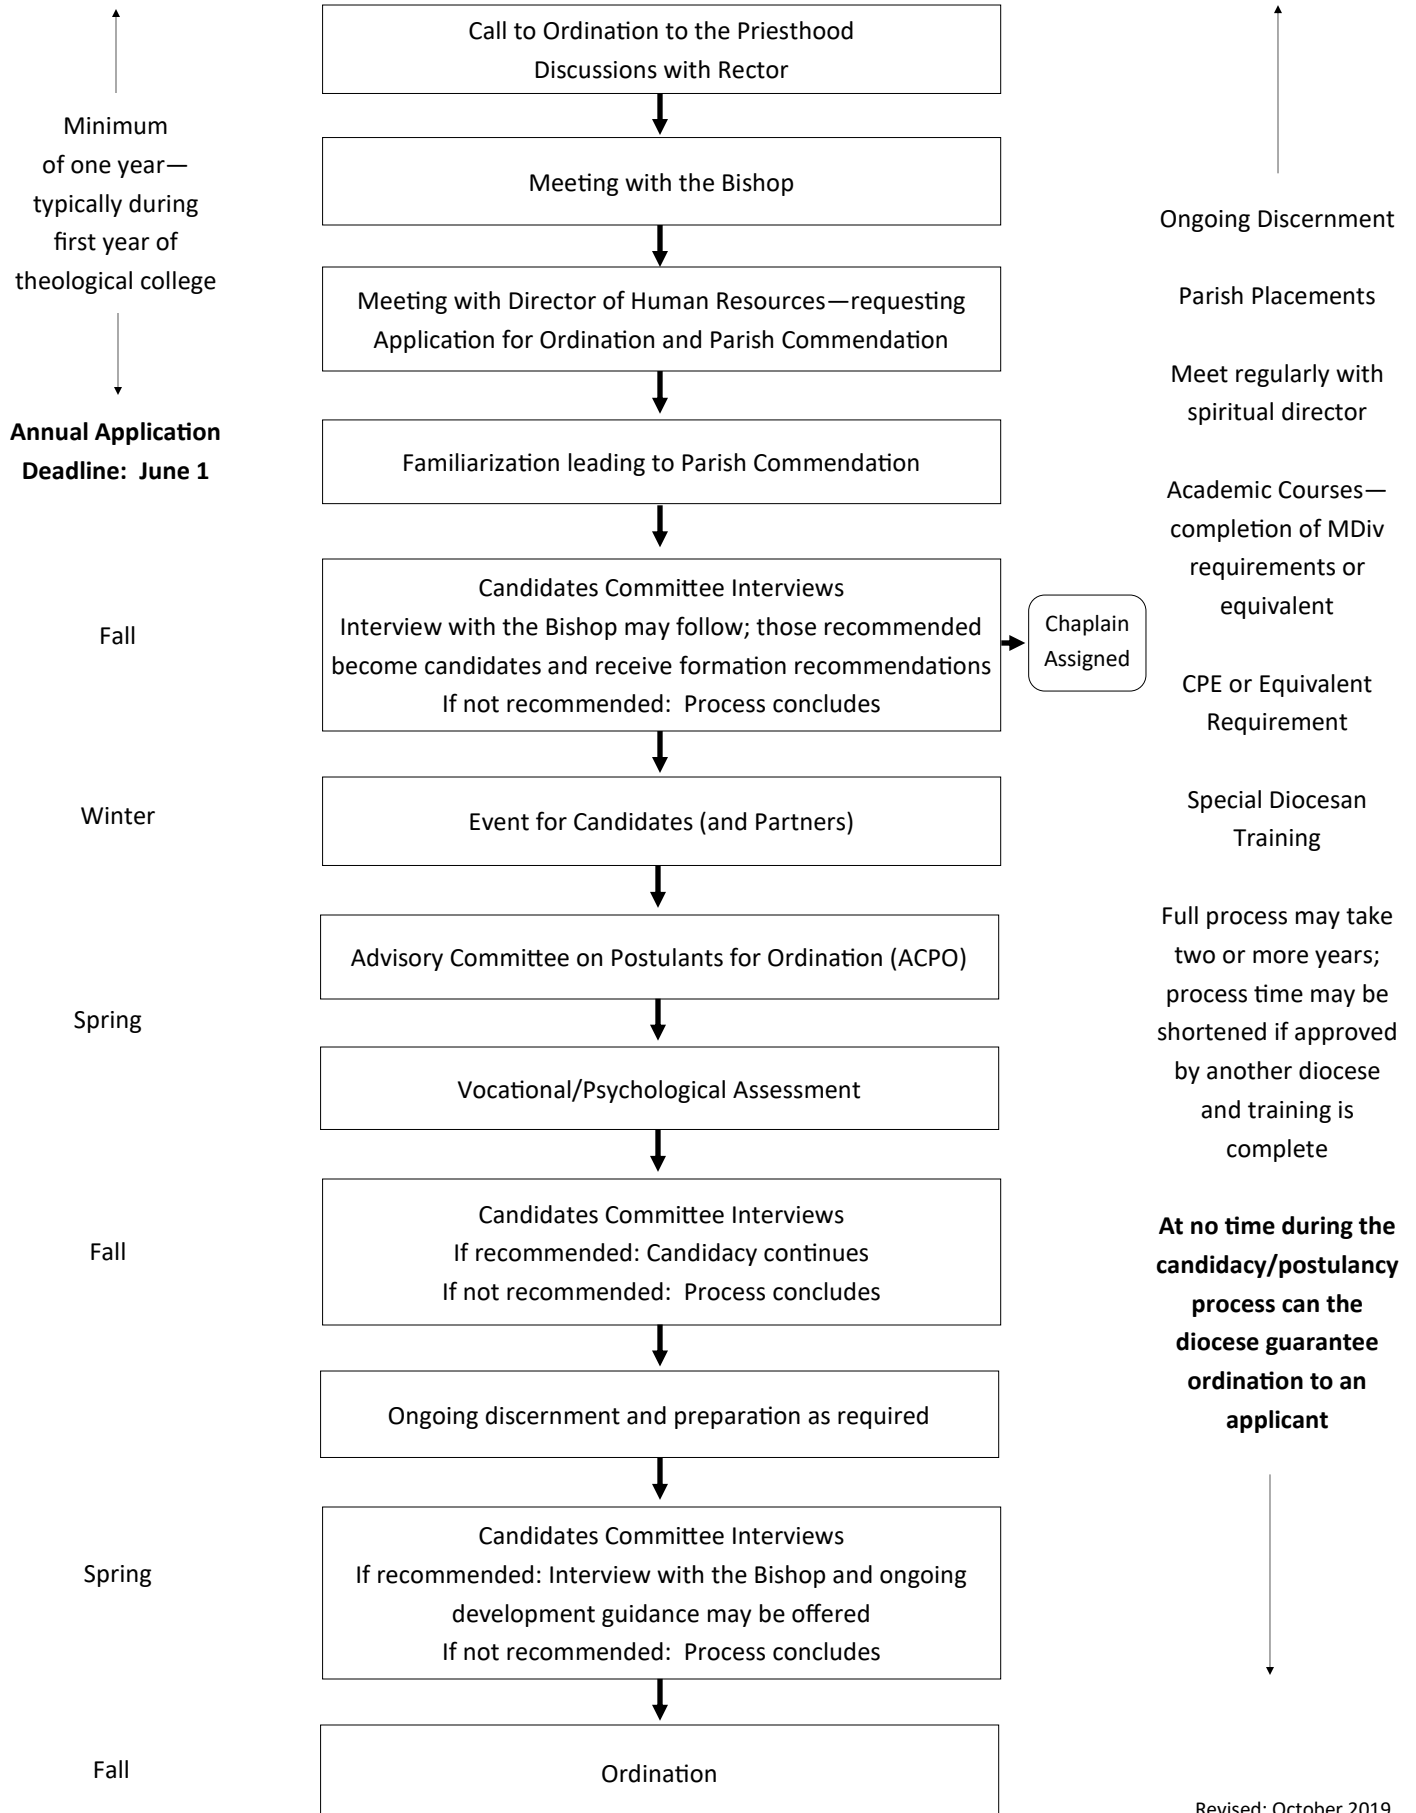 Call to Ordination to the Priesthood
Discussions with Rector
Meeting with the Bishop
Meeting with Director of Human Resources—requesting
Application for Ordination and Parish Commendation
Familiarization leading to Parish Commendation
Candidates Committee Interviews
Interview with the Bishop may follow; those recommended
become candidates and receive formation recommendations
If not recommended:  Process concludes
Chaplain
Assigned
Event for Candidates (and Partners)
Advisory Committee on Postulants for Ordination (ACPO)
Vocational/Psychological Assessment
Candidates Committee Interviews
If recommended: Candidacy continues
If not recommended:  Process concludes
Ongoing discernment and preparation as required
Candidates Committee Interviews
If recommended: Interview with the Bishop and ongoing
development guidance may be offered
If not recommended:  Process concludes
Ordination
Minimum
of one year—
typically during
first year of
theological college
Annual Application
Deadline:  June 1
Fall
Winter
Spring
Fall
Spring
Fall
Ongoing Discernment
Parish Placements
Meet regularly with
spiritual director
Academic Courses—
completion of MDiv
requirements or
equivalent
CPE or Equivalent
Requirement
Special Diocesan
Training
Full process may take
two or more years;
process time may be
shortened if approved
by another diocese
and training is
complete
At no time during the
candidacy/postulancy
process can the
diocese guarantee
ordination to an
applicant
Revised: October 2019